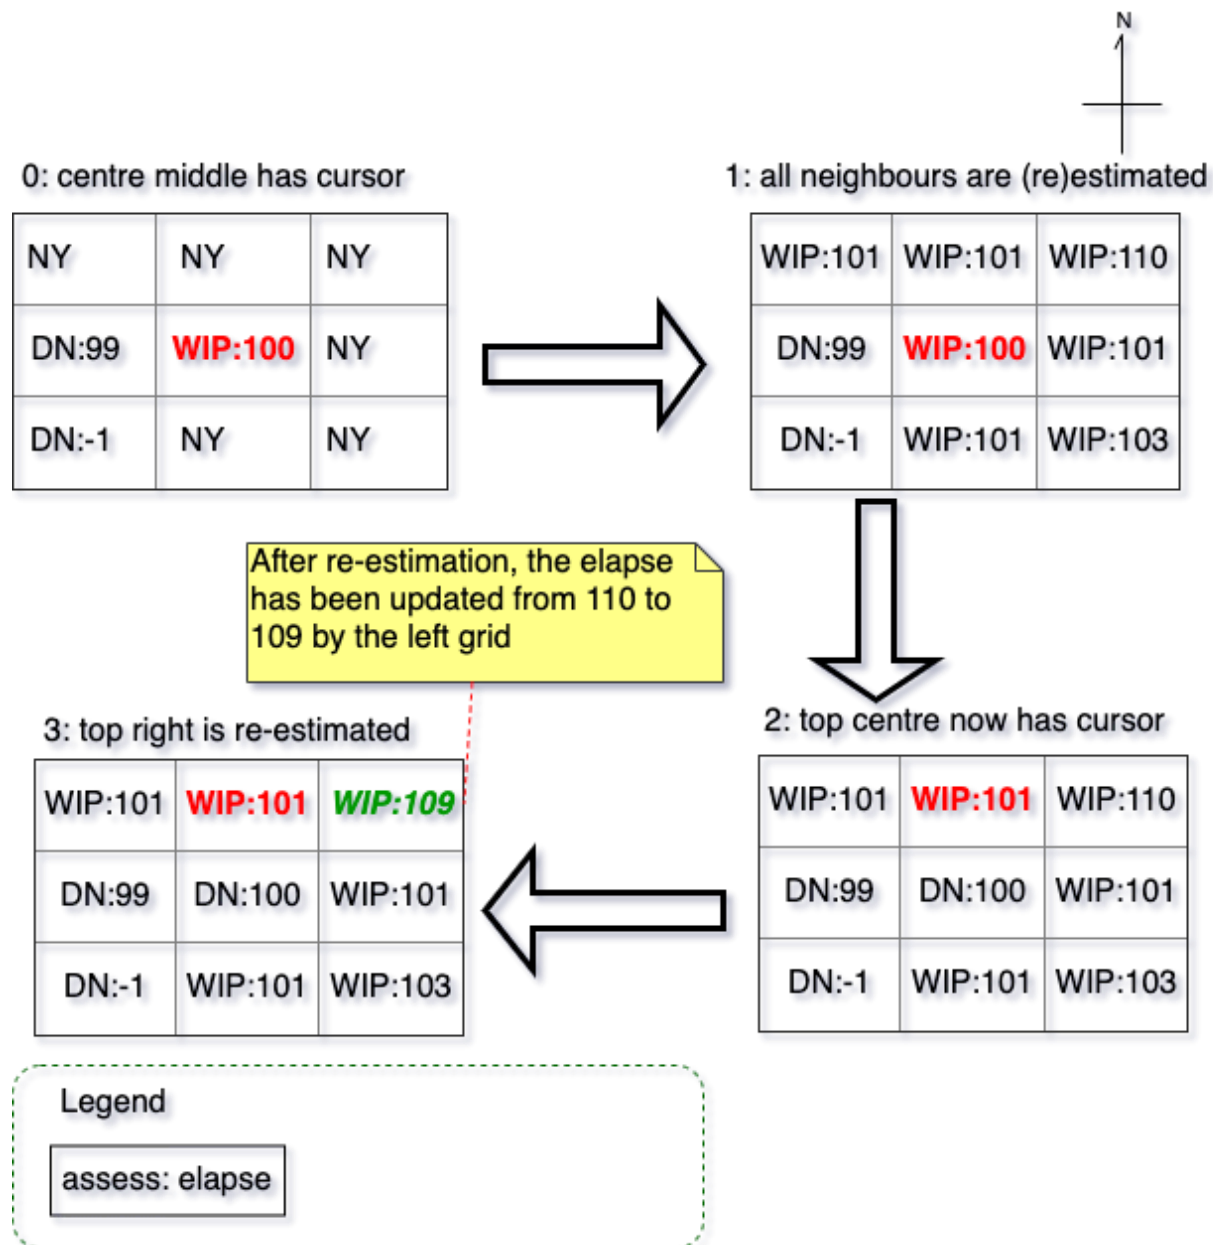 N
0: centre middle has cursor
NY NY NY
DN:99 WIP:100 NY
DN:-1 NY NY
1: all neighbours are (re)estimated
WIP:101 WIP:101 WIP:110
DN:99 WIP:100 WIP:101
DN:-1 WIP:101 WIP:103
After re-estimation, the elapse
has been updated from 110 to
109 by the left grid
2: top centre now has cursor
WIP:101 WIP:101 WIP:110
DN:99 DN:100 WIP:101
DN:-1 WIP:101 WIP:103
3: top right is re-estimated
WIP:101 WIP:101 WIP:109
DN:99 DN:100 WIP:101
DN:-1 WIP:101 WIP:103
Legend
assess: elapse